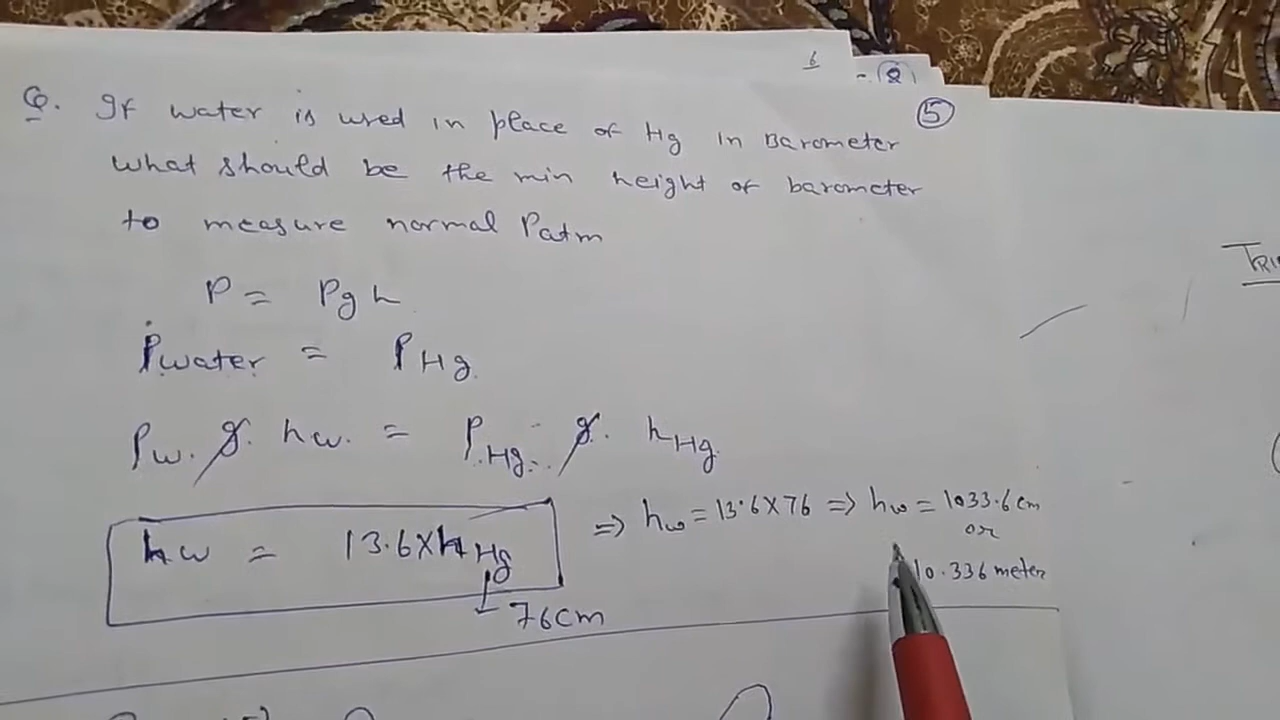 6
8
5
Q. If water is used in place of Hg in Barometer
what should be the min height of barometer
to measure normal Patm
P = ρgh
Pwater = PHg
ρw. g. hw. = ρHg. g. hHg
hw = 13.6×hHg
76cm
⇒ hw = 13.6×76 ⇒ hw = 1033.6cm
or
10.336 meter